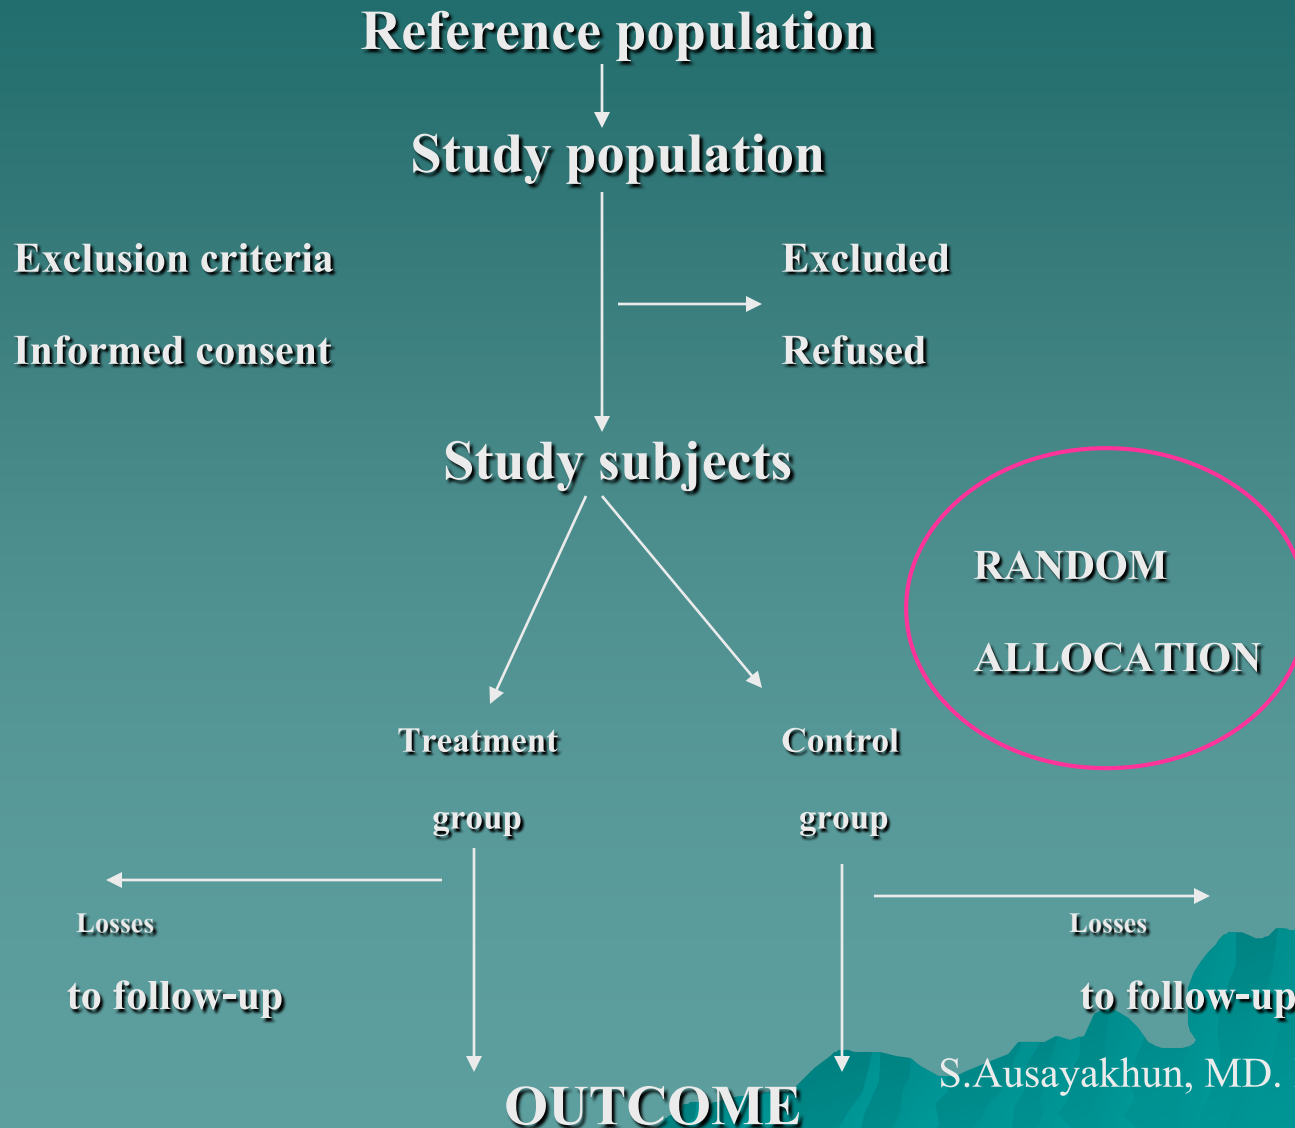 Reference population
Study population
Exclusion criteria
Excluded
Informed consent
Refused
Study subjects
RANDOM
ALLOCATION
Treatment
group
Control
group
Losses
to follow-up
Losses
to follow-up
S.Ausayakhun, MD.
OUTCOME